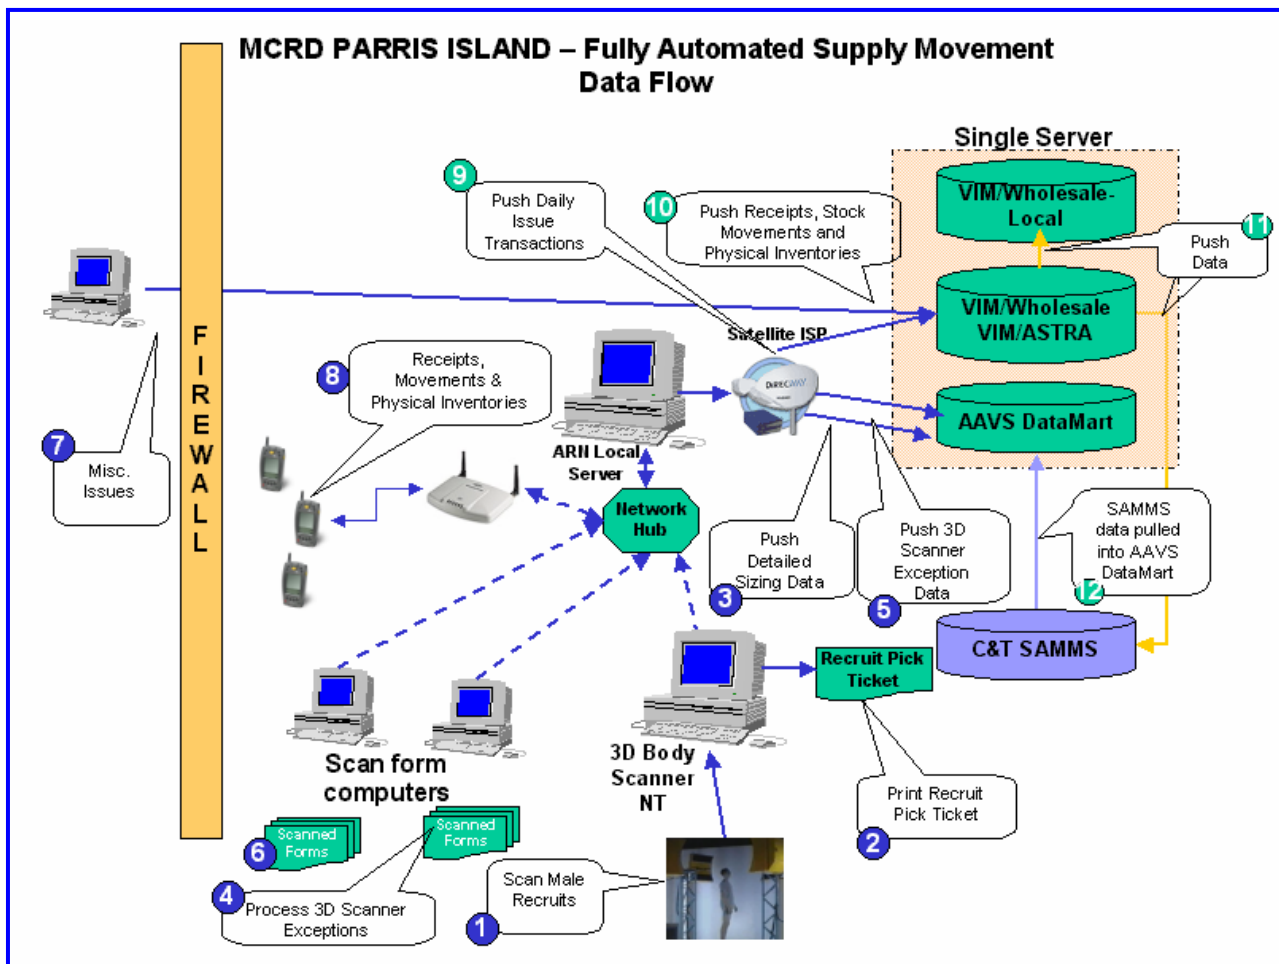 MCRD PARRIS ISLAND – Fully Automated Supply Movement
Data Flow
Single Server
9
Push Daily
Issue
Transactions
10
Push Receipts, Stock
Movements and
Physical Inventories
VIM/Wholesale-
Local
11
Push
Data
VIM/Wholesale
VIM/ASTRA
F
I
R
E
W
A
L
L
Satellite ISP
DIRECWAY
8
Receipts,
Movements &
Physical Inventories
AAVS DataMart
7
Misc.
Issues
ARN Local
Server
Network
Hub
Push
Detailed
Sizing Data
3
Push 3D
Scanner
Exception
Data
5
SAMMS
data pulled
into AAVS
DataMart
12
C&T SAMMS
Recruit Pick
Ticket
Scan form
computers
3D Body
Scanner
NT
Print Recruit
Pick Ticket
2
6
Scanned
Forms
Scanned
Forms
4
Process 3D Scanner
Exceptions
Scan Male
Recruits
1